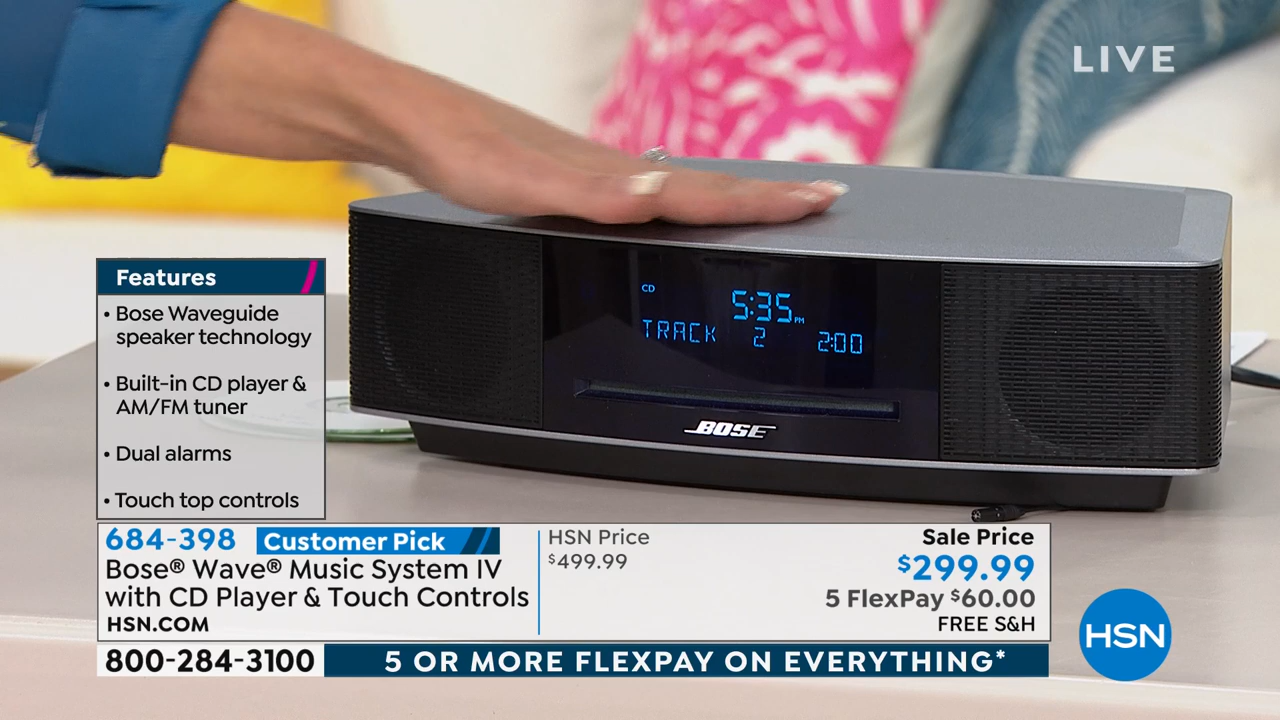 LIVE
CD
5:35 PM
TRACK 2 2:00
BOSE
Features
• Bose Waveguide
speaker technology
• Built-in CD player &
AM/FM tuner
• Dual alarms
• Touch top controls
684-398 Customer Pick
Bose® Wave® Music System IV
with CD Player & Touch Controls
HSN.COM
HSN Price
$499.99
Sale Price
$299.99
5 FlexPay $60.00
FREE S&H
HSN
800-284-3100 5 OR MORE FLEXPAY ON EVERYTHING*